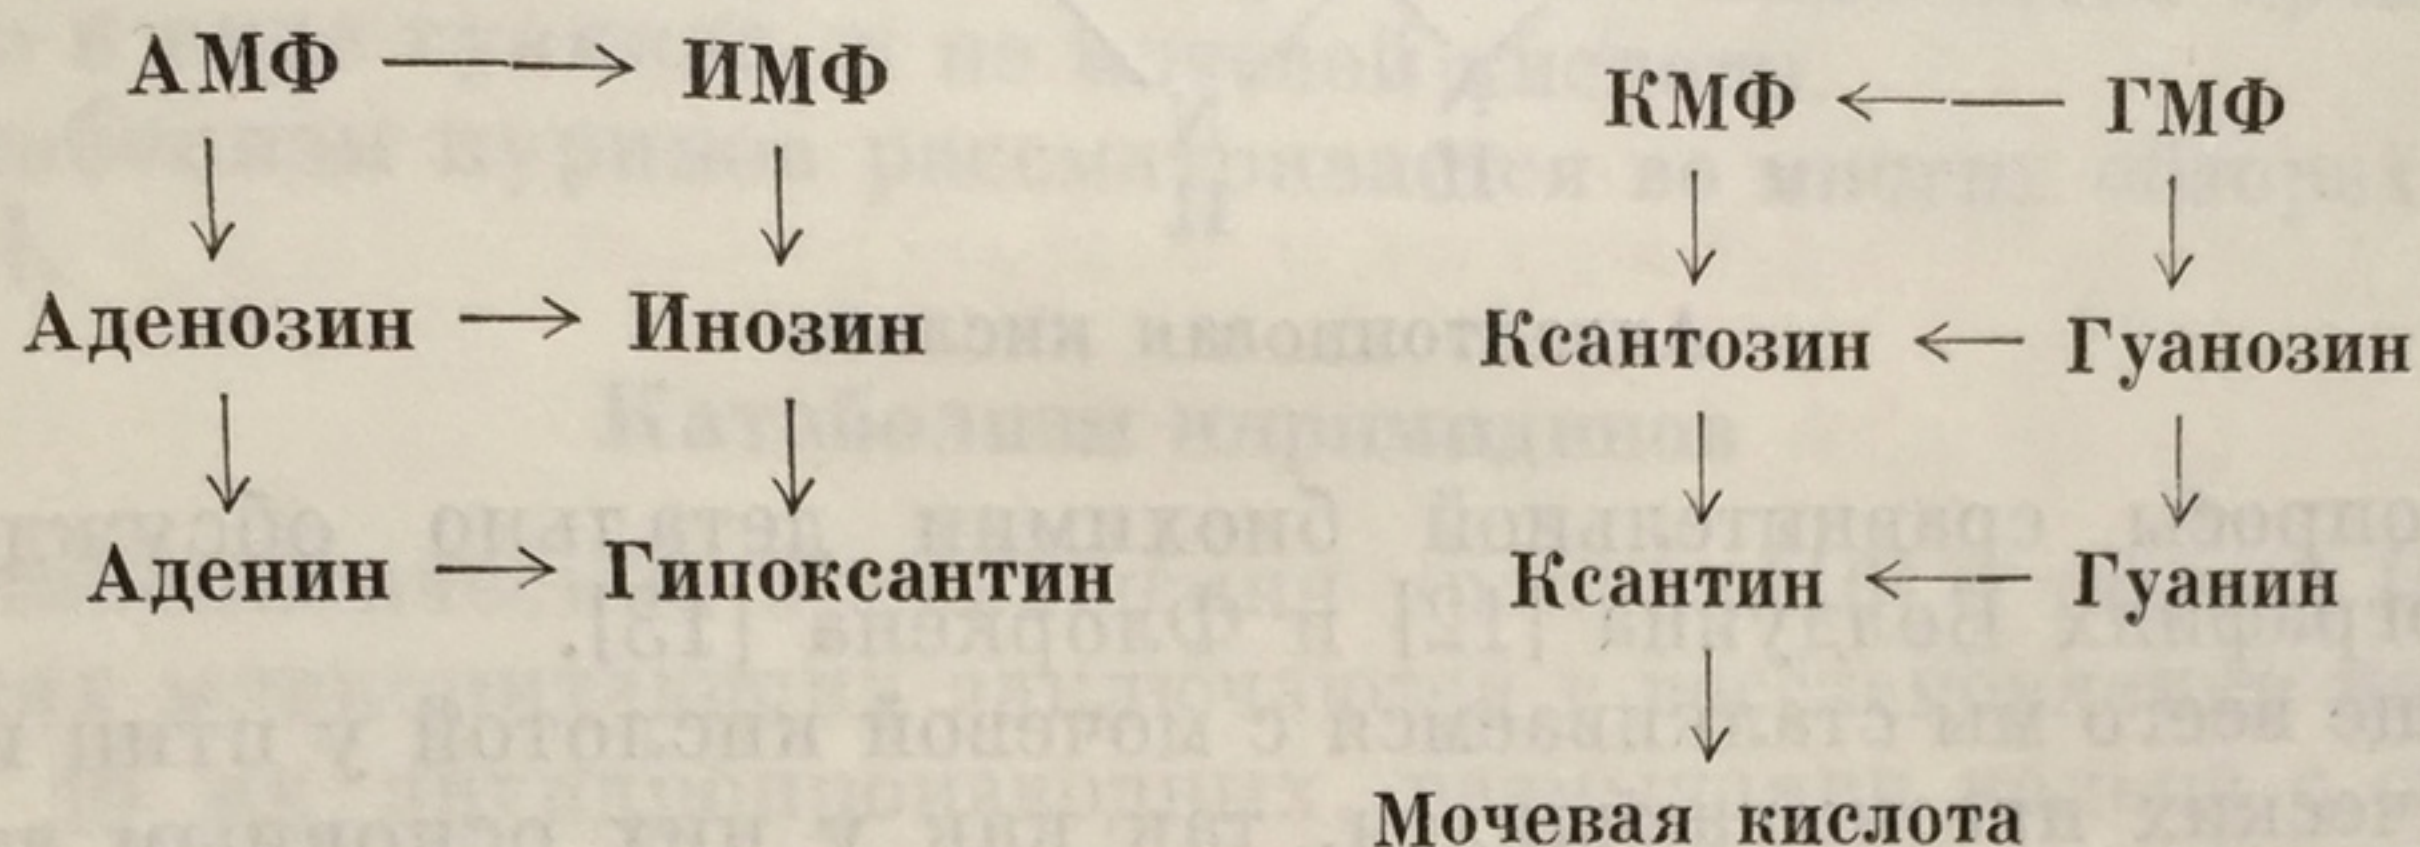 АМФ → ИМФ КМФ ← ГМФ
Аденозин → Инозин Ксантозин ← Гуанозин
Аденин → Гипоксантин Ксантин ← Гуанин
Мочевая кислота